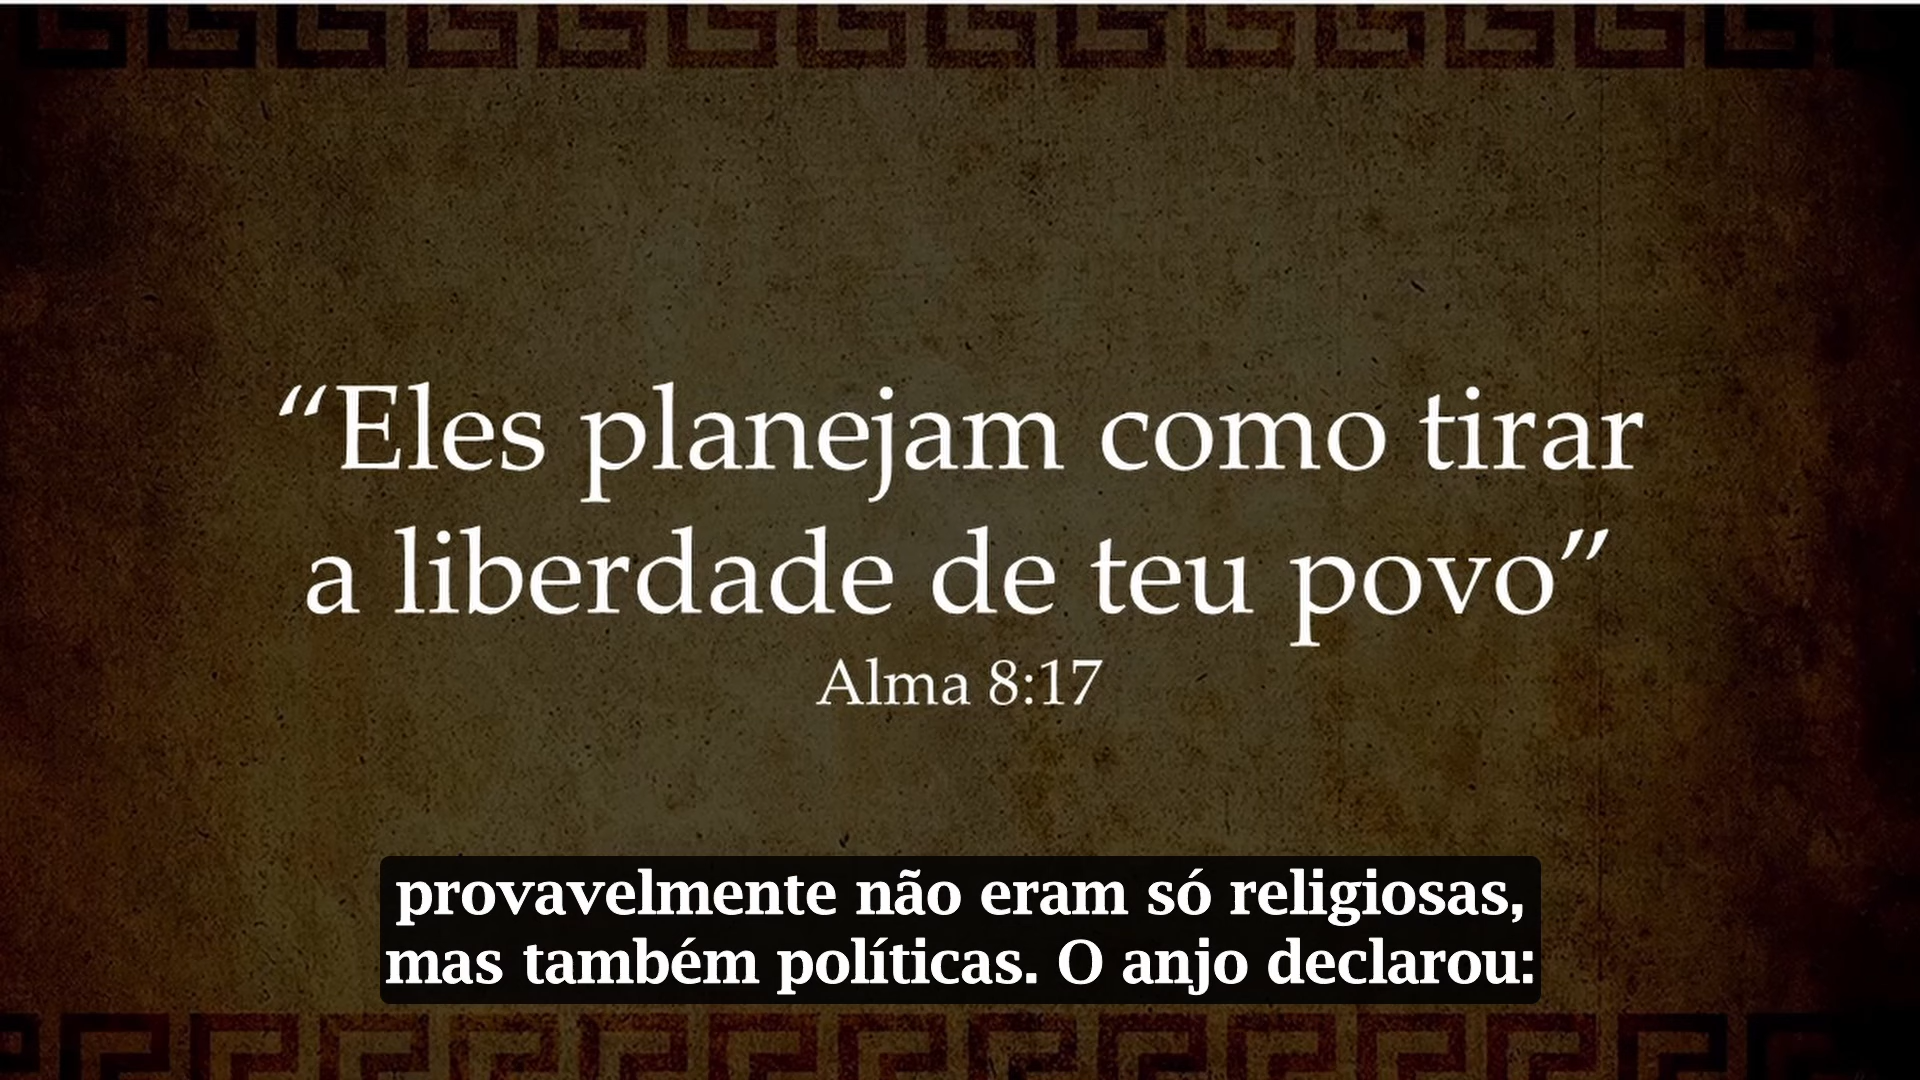 “Eles planejam como tirar
a liberdade de teu povo”
Alma 8:17
provavelmente não eram só religiosas,
mas também políticas. O anjo declarou: